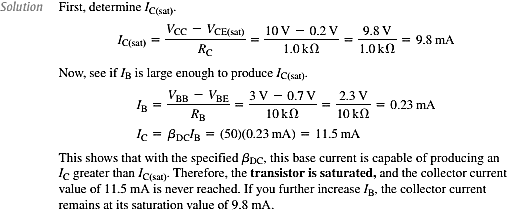 Solution First, determine I_C(sat).
I_C(sat) = (V_CC − V_CE(sat)) / R_C = (10 V − 0.2 V) / 1.0 kΩ = 9.8 V / 1.0 kΩ = 9.8 mA
Now, see if I_B is large enough to produce I_C(sat).
I_B = (V_BB − V_BE) / R_B = (3 V − 0.7 V) / 10 kΩ = 2.3 V / 10 kΩ = 0.23 mA
I_C = β_DC I_B = (50)(0.23 mA) = 11.5 mA
This shows that with the specified β_DC, this base current is capable of producing an
I_C greater than I_C(sat). Therefore, the transistor is saturated, and the collector current
value of 11.5 mA is never reached. If you further increase I_B, the collector current
remains at its saturation value of 9.8 mA.